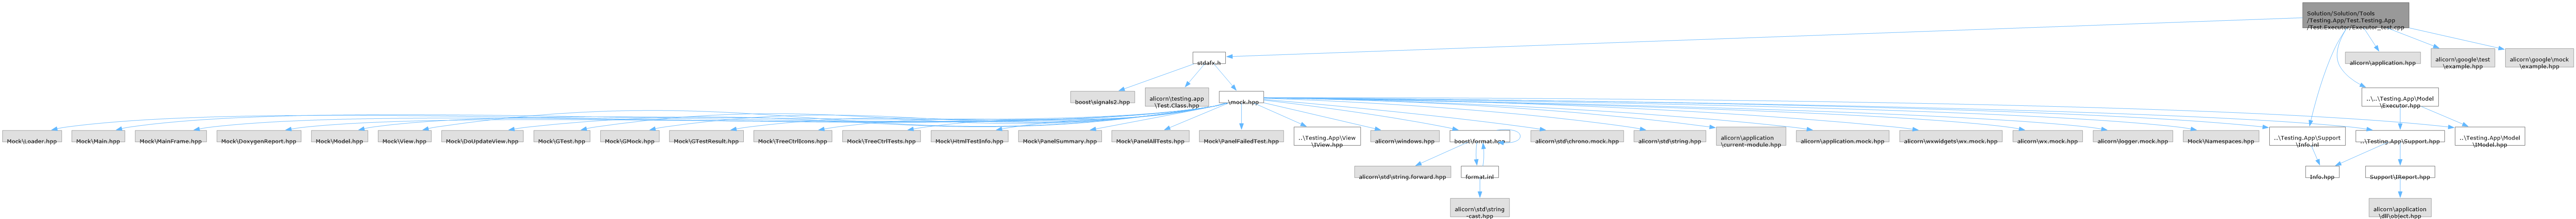 Solution/Solution/Tools
/Testing.App/Test.Testing.App
/Test.Executor/Executor_test.cpp
stdafx.h
alicorn\application.hpp
alicorn\google\test
\example.hpp
alicorn\google\mock
\example.hpp
boost\signals2.hpp
alicorn\testing.app
\Test.Class.hpp
\mock.hpp
..\..\Testing.App\Model
\Executor.hpp
Mock\Loader.hpp
Mock\Main.hpp
Mock\MainFrame.hpp
Mock\DoxygenReport.hpp
Mock\Model.hpp
Mock\View.hpp
Mock\DoUpdateView.hpp
Mock\GTest.hpp
Mock\GMock.hpp
Mock\GTestResult.hpp
Mock\TreeCtrlIcons.hpp
Mock\TreeCtrlTests.hpp
Mock\HtmlTestInfo.hpp
Mock\PanelSummary.hpp
Mock\PanelAllTests.hpp
Mock\PanelFailedTest.hpp
..\Testing.App\View
\IView.hpp
alicorn\windows.hpp
boost\format.hpp
alicorn\std\chrono.mock.hpp
alicorn\std\string.hpp
alicorn\application
\current-module.hpp
alicorn\application.mock.hpp
alicorn\wxwidgets\wx.mock.hpp
alicorn\wx.mock.hpp
alicorn\logger.mock.hpp
Mock\Namespaces.hpp
..\Testing.App\Support
\Info.inl
..\Testing.App\Support.hpp
..\Testing.App\Model
\IModel.hpp
alicorn\std\string.forward.hpp
format.inl
Info.hpp
Support\IReport.hpp
alicorn\std\string
-cast.hpp
alicorn\application
\dll\object.hpp